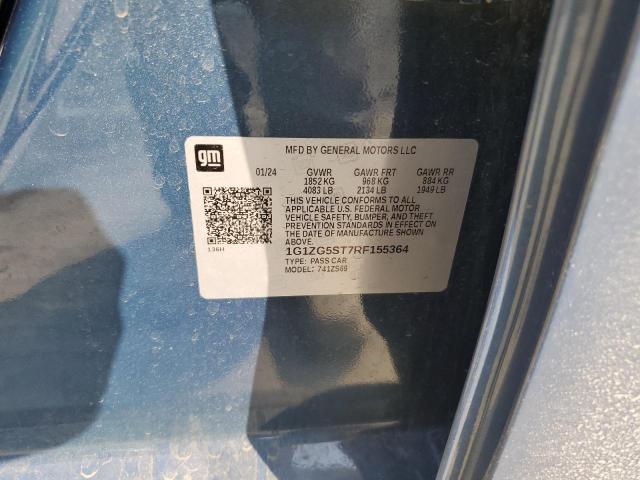 gm
MFD BY GENERAL MOTORS LLC
01/24 GVWR GAWR FRT GAWR RR
1852 KG 968 KG 884 KG
4083 LB 2134 LB 1949 LB
THIS VEHICLE CONFORMS TO ALL
APPLICABLE U.S. FEDERAL MOTOR
VEHICLE SAFETY, BUMPER, AND THEFT
PREVENTION STANDARDS IN EFFECT ON
THE DATE OF MANUFACTURE SHOWN
ABOVE.
136H
1G1ZG5ST7RF155364
TYPE: PASS CAR
MODEL: 741ZS69